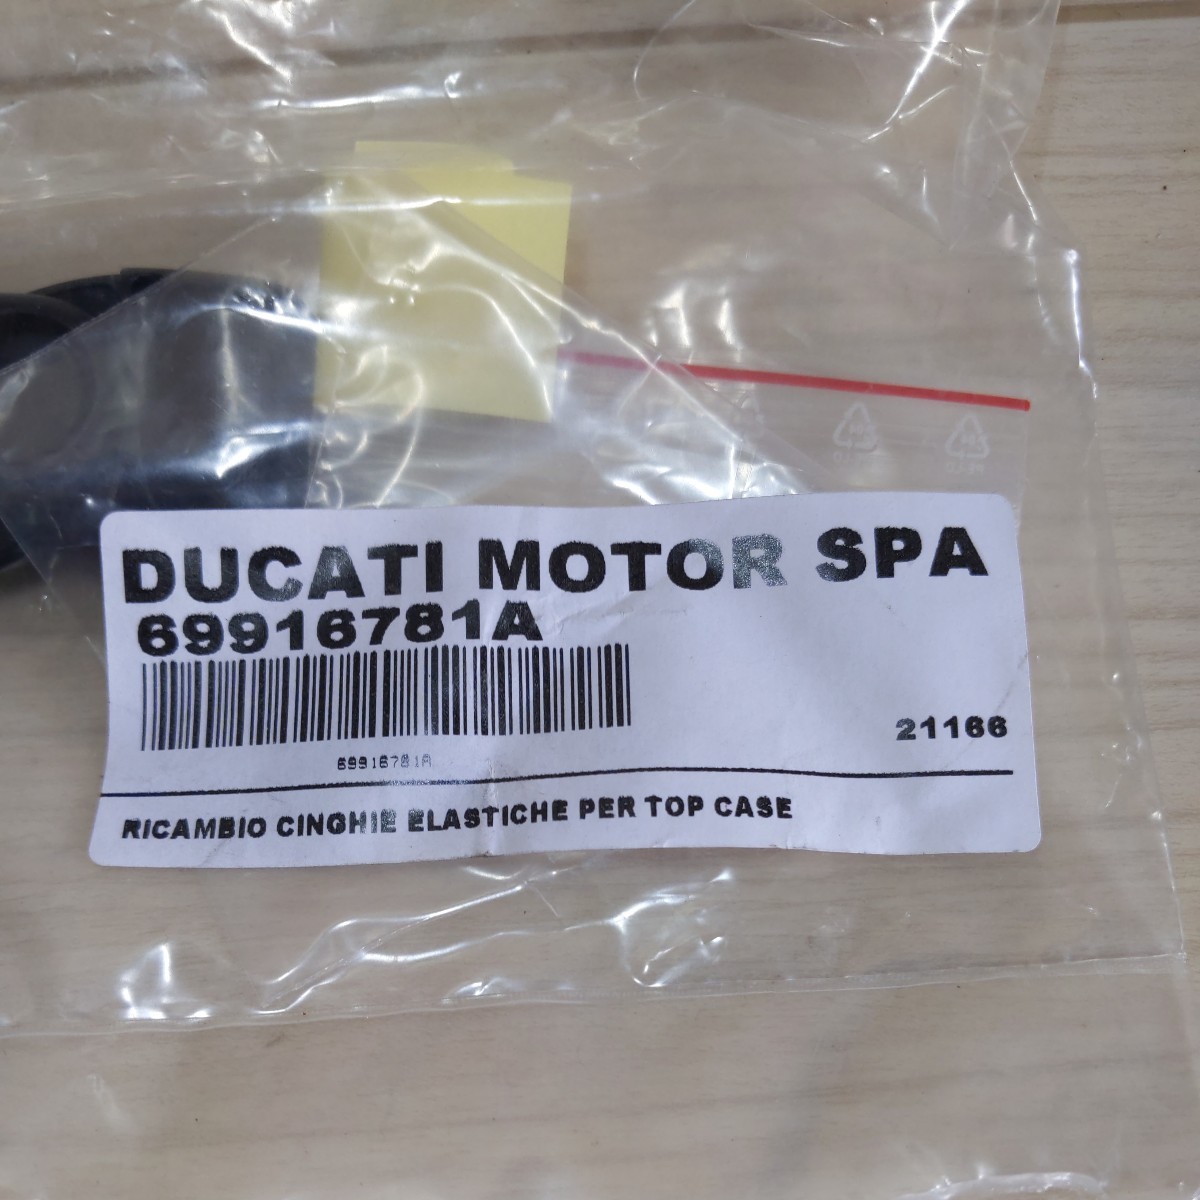 DUCATI MOTOR SPA
69916781A
69916781A
21166
RICAMBIO CINGHIE ELASTICHE PER TOP CASE